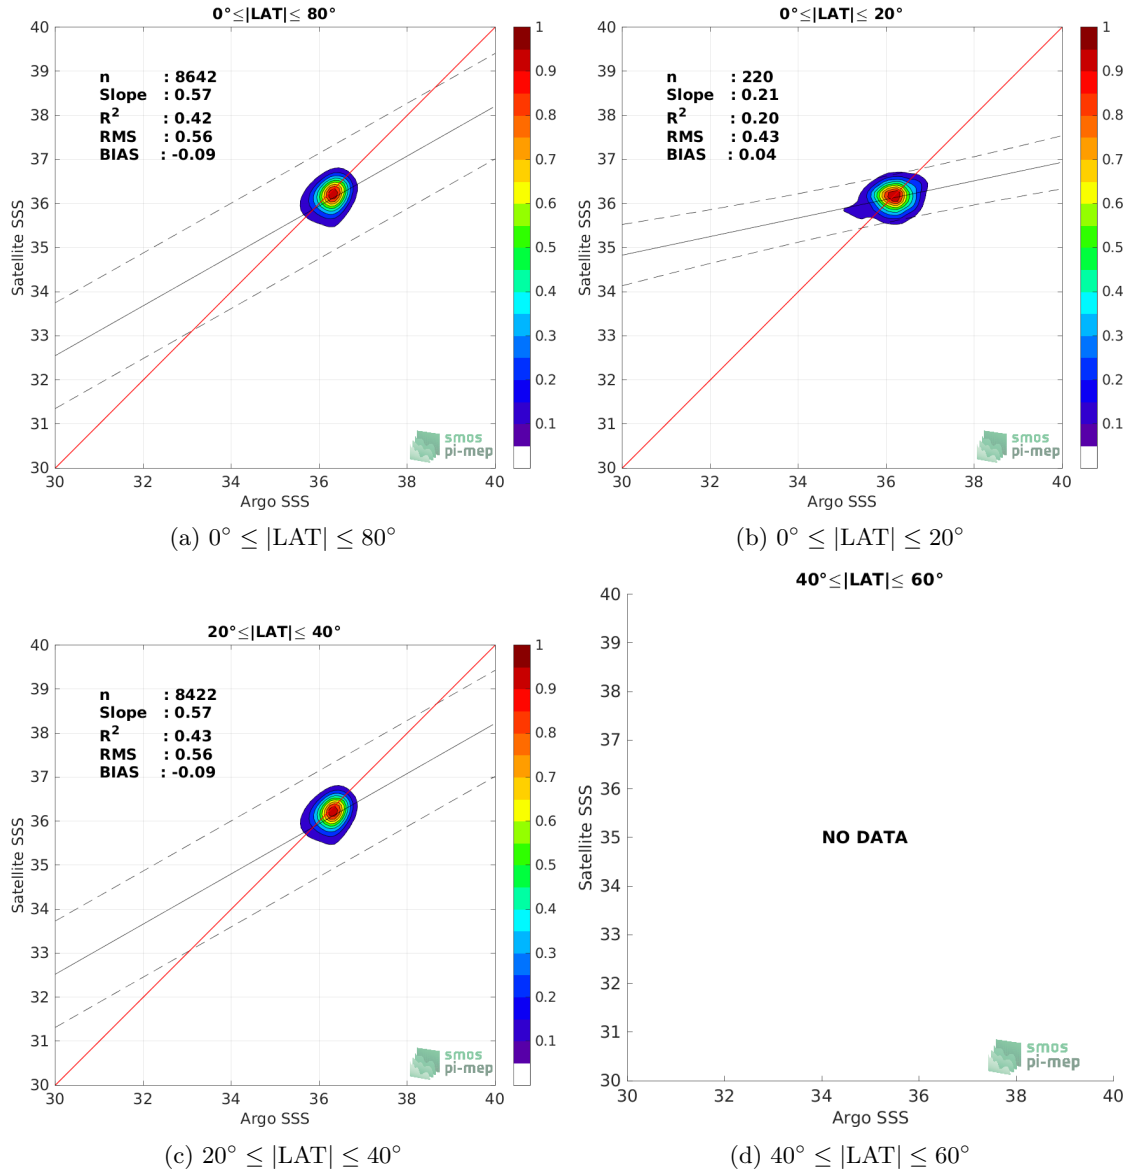 0°≤|LAT|≤ 80°
40
39
38
37
36
35
34
33
32
31
30
Satellite SSS
n : 8642
Slope : 0.57
R² : 0.42
RMS : 0.56
BIAS : -0.09
smos
pi-mep
30 32 34 36 38 40
Argo SSS
1
0.9
0.8
0.7
0.6
0.5
0.4
0.3
0.2
0.1
(a) 0° ≤ |LAT| ≤ 80°
0°≤|LAT|≤ 20°
40
39
38
37
36
35
34
33
32
31
30
Satellite SSS
n : 220
Slope : 0.21
R² : 0.20
RMS : 0.43
BIAS : 0.04
smos
pi-mep
30 32 34 36 38 40
Argo SSS
1
0.9
0.8
0.7
0.6
0.5
0.4
0.3
0.2
0.1
(b) 0° ≤ |LAT| ≤ 20°
20°≤|LAT|≤ 40°
40
39
38
37
36
35
34
33
32
31
30
Satellite SSS
n : 8422
Slope : 0.57
R² : 0.43
RMS : 0.56
BIAS : -0.09
smos
pi-mep
30 32 34 36 38 40
Argo SSS
1
0.9
0.8
0.7
0.6
0.5
0.4
0.3
0.2
0.1
(c) 20° ≤ |LAT| ≤ 40°
40°≤|LAT|≤ 60°
40
39
38
37
36
35
34
33
32
31
30
Satellite SSS
NO DATA
smos
pi-mep
30 32 34 36 38 40
Argo SSS
(d) 40° ≤ |LAT| ≤ 60°